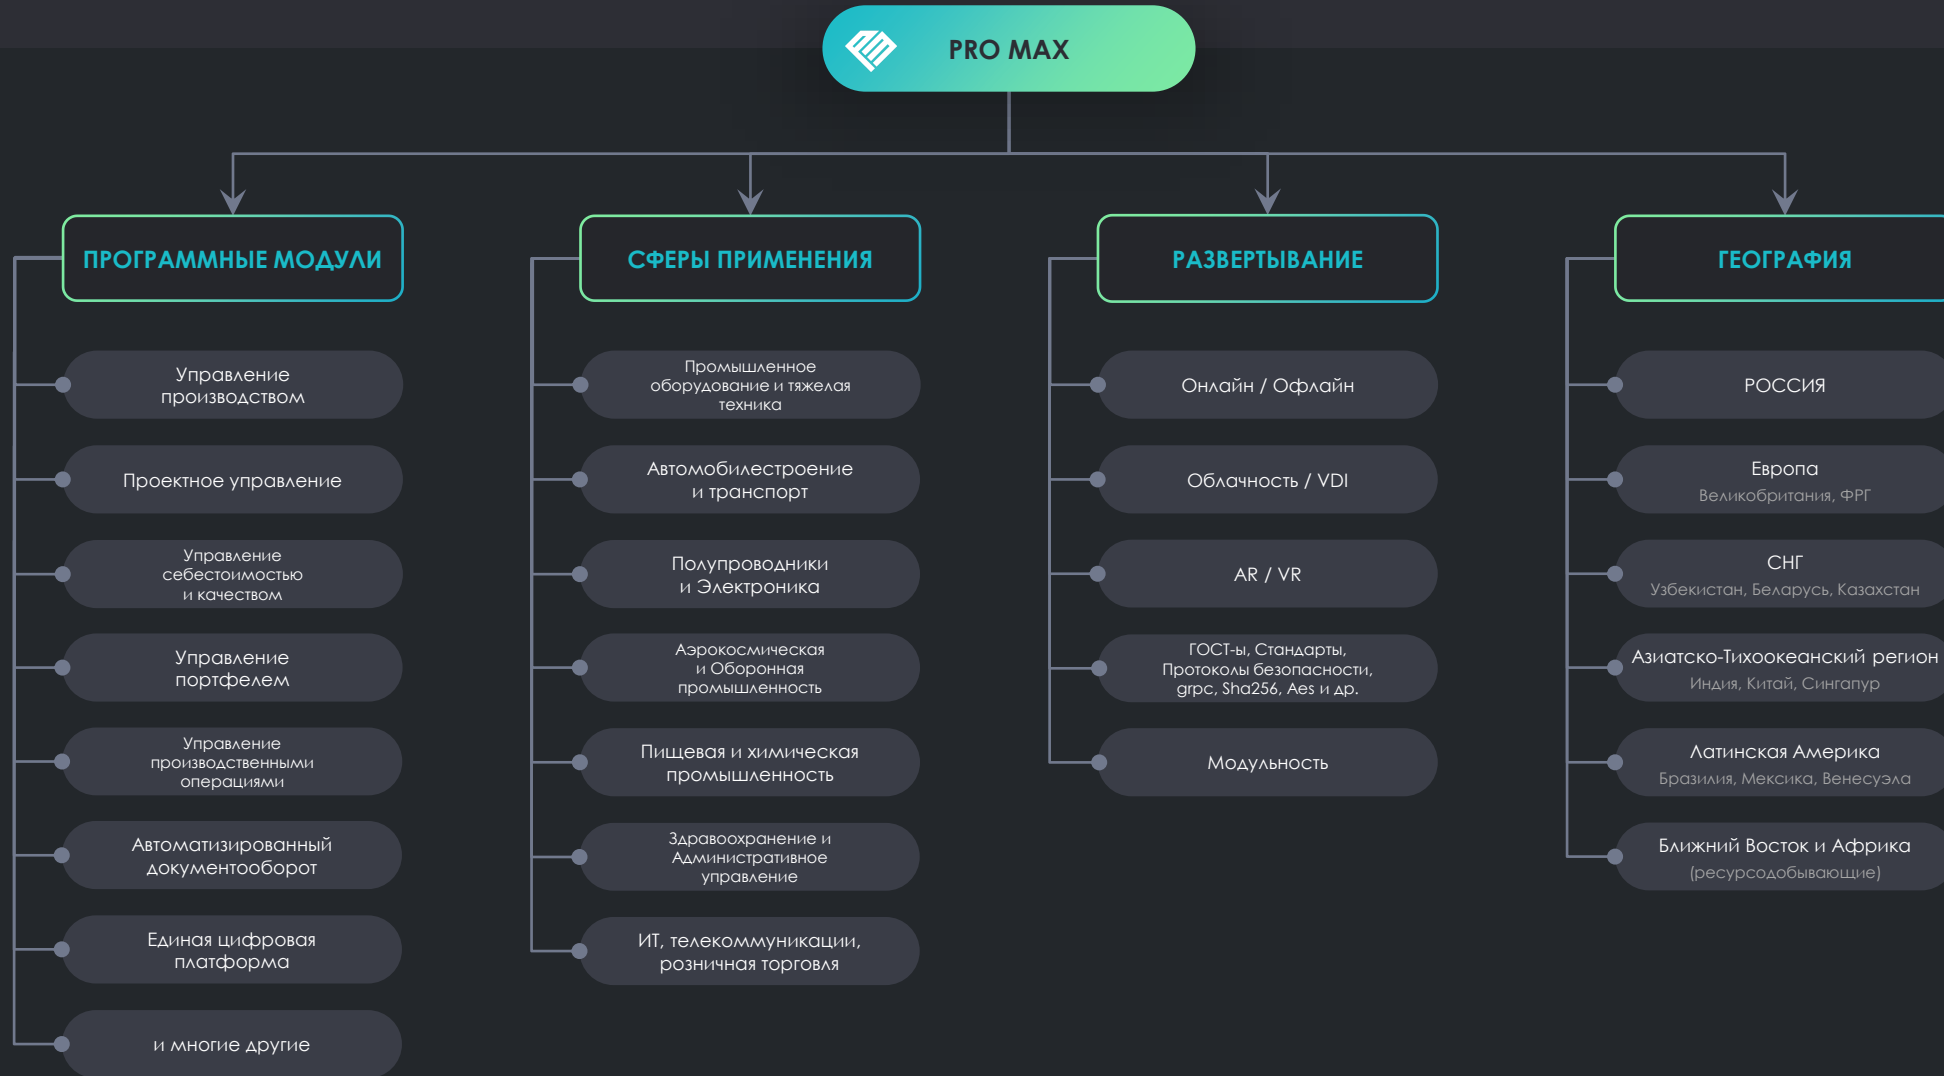 PRO MAX
ПРОГРАММНЫЕ МОДУЛИ
Управление
производством
Проектное управление
Управление
себестоимостью
и качеством
Управление
портфелем
Управление
производственными
операциями
Автоматизированный
документооборот
Единая цифровая
платформа
и многие другие
СФЕРЫ ПРИМЕНЕНИЯ
Промышленное
оборудование и тяжелая
техника
Автомобилестроение
и транспорт
Полупроводники
и Электроника
Аэрокосмическая
и Оборонная
промышленность
Пищевая и химическая
промышленность
Здравоохранение и
Административное
управление
ИТ, телекоммуникации,
розничная торговля
РАЗВЕРТЫВАНИЕ
Онлайн / Офлайн
Облачность / VDI
AR / VR
ГОСТ-ы, Стандарты,
Протоколы безопасности,
grpc, Sha256, Aes и др.
Модульность
ГЕОГРАФИЯ
РОССИЯ
Европа
Великобритания, ФРГ
СНГ
Узбекистан, Беларусь, Казахстан
Азиатско-Тихоокеанский регион
Индия, Китай, Сингапур
Латинская Америка
Бразилия, Мексика, Венесуэла
Ближний Восток и Африка
(ресурсодобывающие)